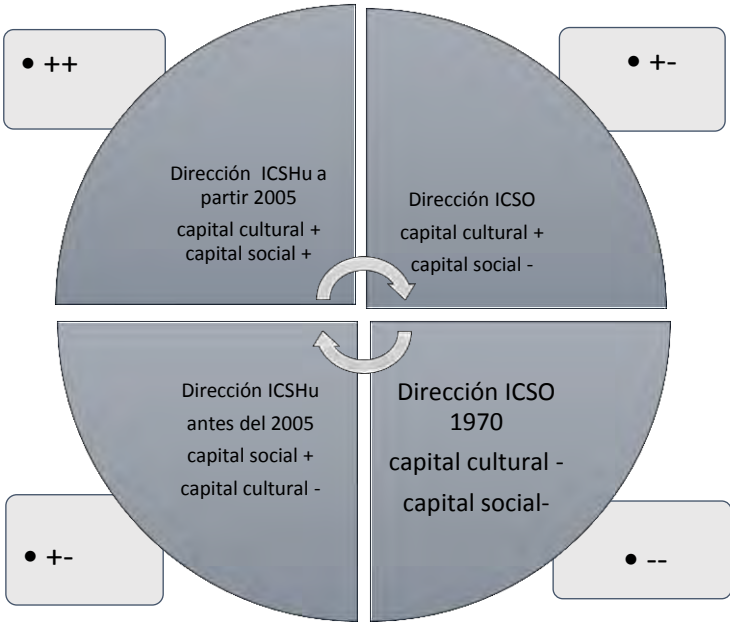 • ++
Dirección ICSHu a
partir 2005
capital cultural +
capital social +
• +-
Dirección ICSO
capital cultural +
capital social -
Dirección ICSHu
antes del 2005
capital social +
capital cultural -
• +-
Dirección ICSO
1970
capital cultural -
capital social-
• --